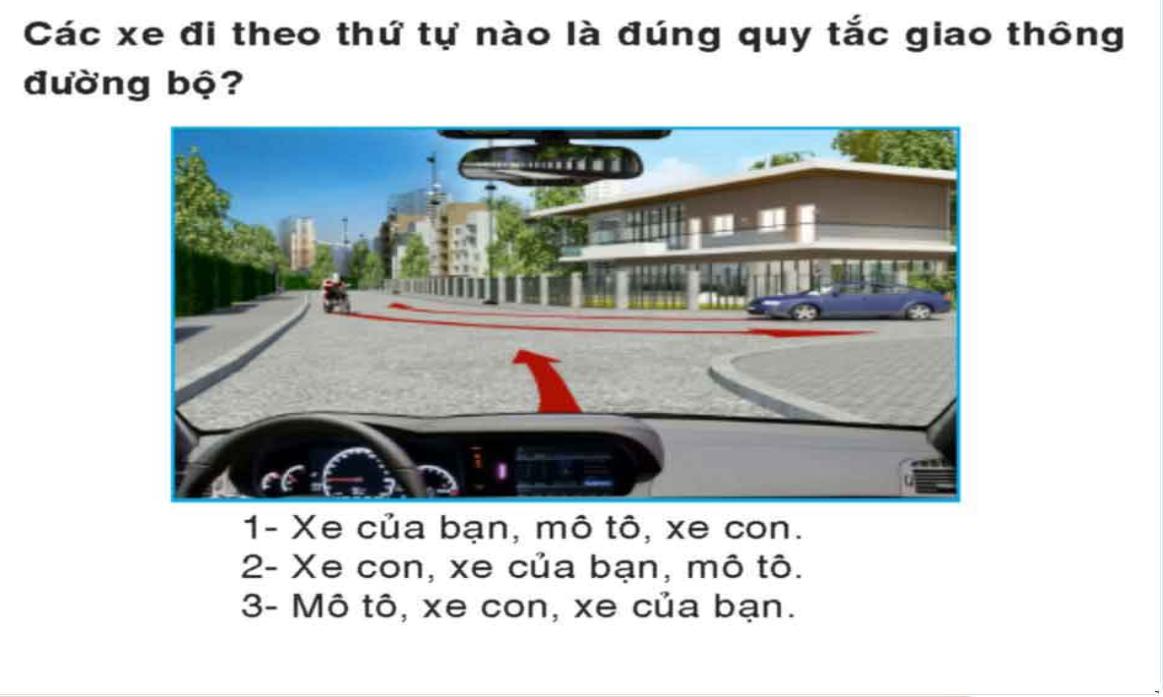 Các xe đi theo thứ tự nào là đúng quy tắc giao thông
đường bộ?
1- Xe của bạn, mô tô, xe con.
2- Xe con, xe của bạn, mô tô.
3- Mô tô, xe con, xe của bạn.